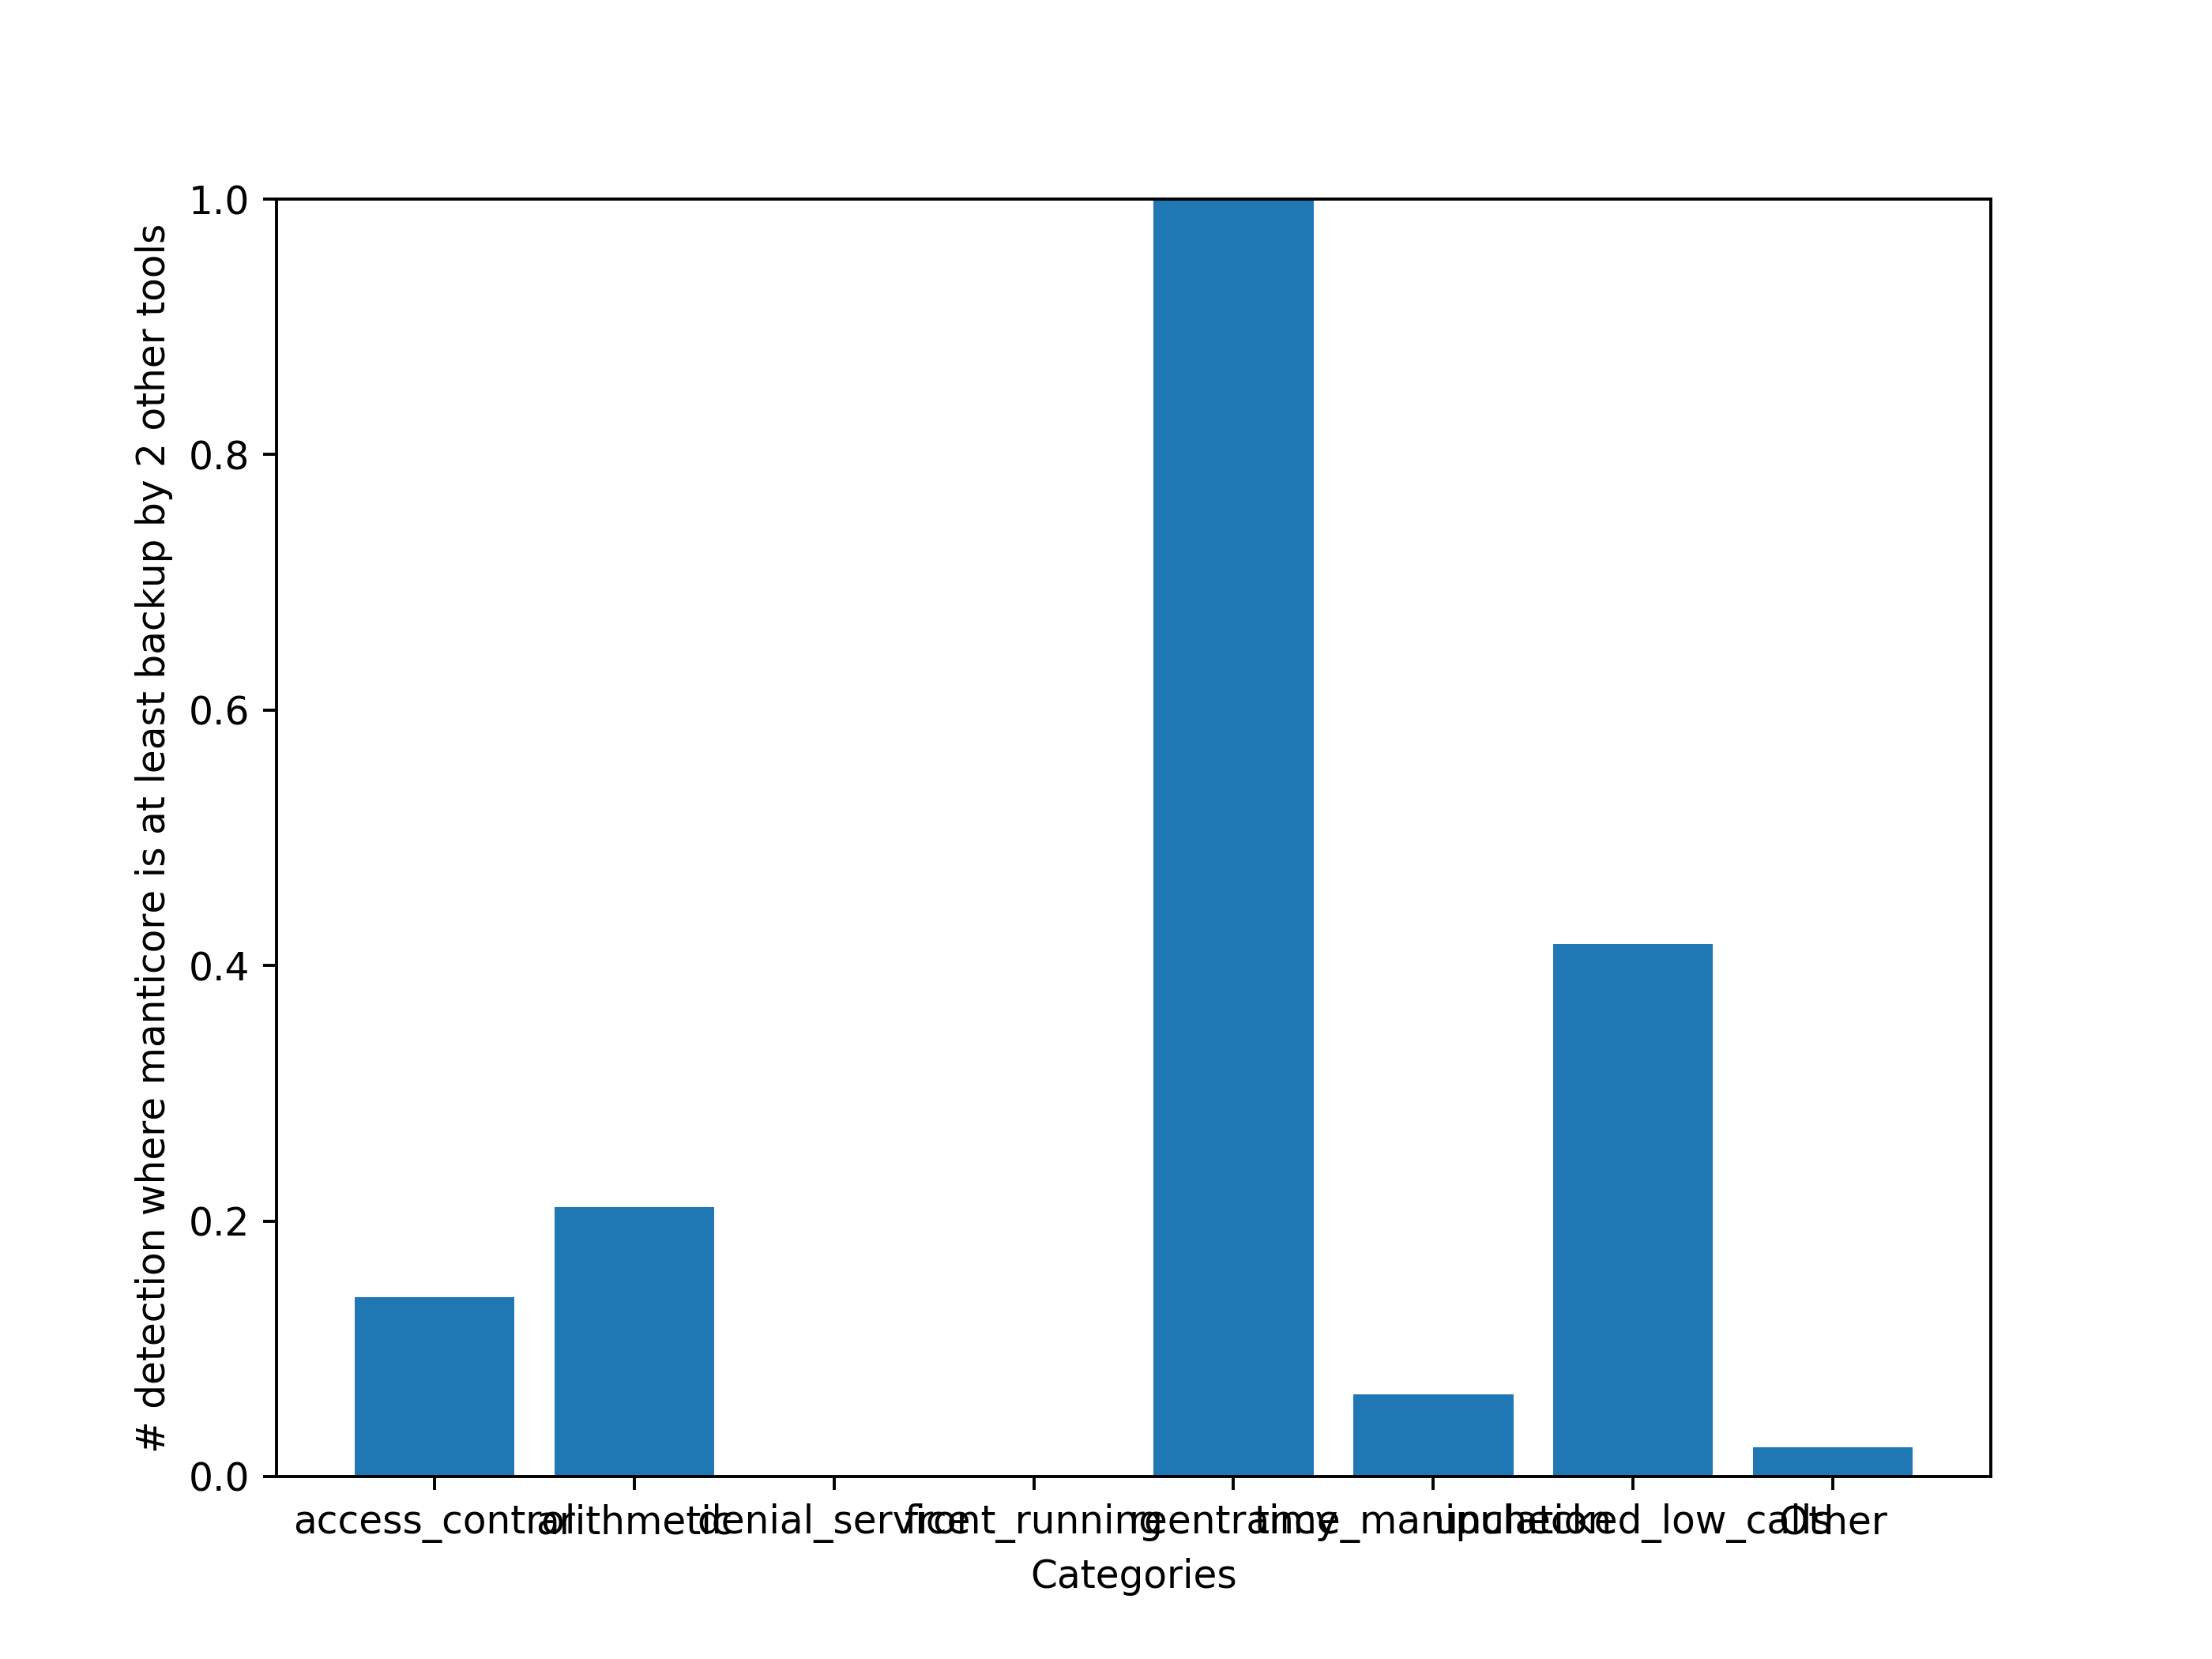 # detection where manticore is at least backup by 2 other tools
1.0
0.8
0.6
0.4
0.2
0.0
access_control arithmetic denial_service front_running reentrancy time_manipulation unchecked_low_calls Other
Categories